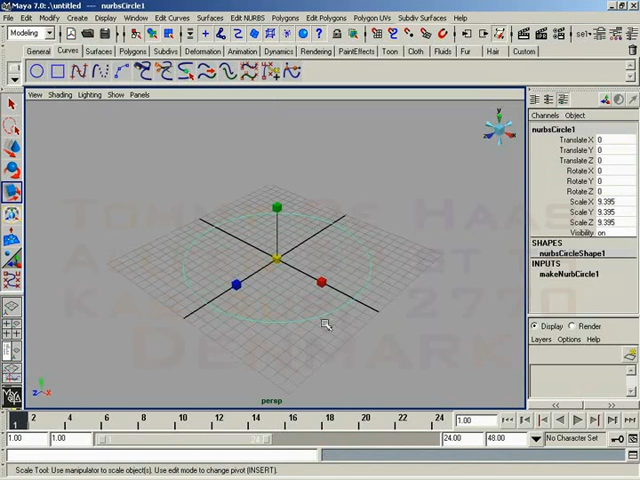 Maya 7.0: .\untitled --- nurbsCircle1
File Edit Modify Create Display Window Edit Curves Surfaces Edit NURBS Polygons Edit Polygons Polygon UVs Subdiv Surfaces Help
Modeling
General Curves Surfaces Polygons Subdivs Deformation Animation Dynamics Rendering PaintEffects Toon Cloth Fluids Fur Hair Custom
View Shading Lighting Show Panels
Channels Object
nurbsCircle1
Translate X 0
Translate Y 0
Translate Z 0
Rotate X 0
Rotate Y 0
Rotate Z 0
Scale X 9.395
Scale Y 9.395
Scale Z 9.395
Visibility on
SHAPES
nurbsCircleShape1
INPUTS
makeNurbCircle1
Display Render
Layers Options Help
y
z x
persp
2770
Denmark
1 2 4 6 8 10 12 14 16 18 20 22 24 1.00
1.00 1.00 24 24.00 48.00 No Character Set
Scale Tool: Use manipulator to scale object(s). Use edit mode to change pivot (INSERT).